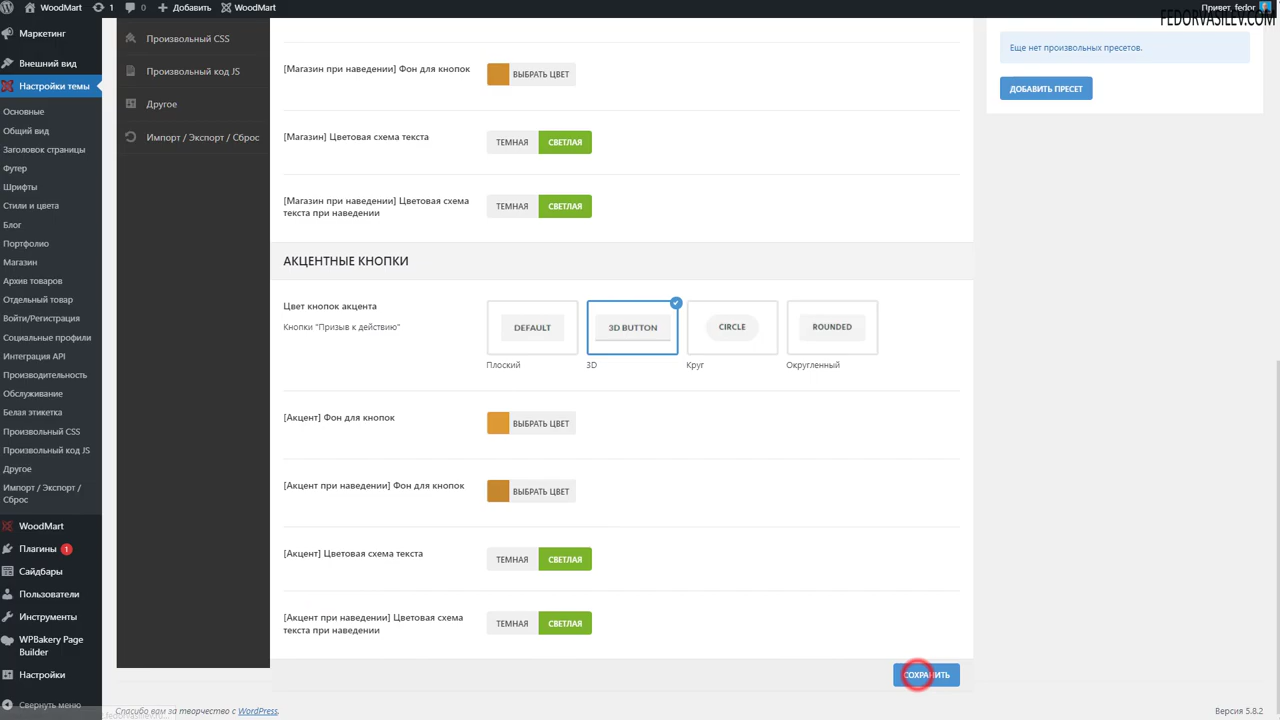 Woodmart
5
0
Добавить
WoodMart
Привет, fedor
FEDORVASILEV.COM
Маркетинг
Внешний вид
Настройки темы
Основные
Общий вид
Заголовок страницы
Футер
Шрифты
Стили и цвета
Блог
Портфолио
Магазин
Архив товаров
Отдельный товар
Войти/Регистрация
Социальные профили
Интеграция API
Производительность
Обслуживание
Белая этикетка
Произвольный CSS
Произвольный код JS
Другое
Импорт / Экспорт /
Сброс
WoodMart
Плагины 1
Сайдбары
Пользователи
Инструменты
WPBakery Page
Builder
Настройки
Свернуть меню
Произвольный CSS
Произвольный код JS
Другое
Импорт / Экспорт / Сброс
[Магазин при наведении] Фон для кнопок
ВЫБРАТЬ ЦВЕТ
[Магазин] Цветовая схема текста
ТЕМНАЯ СВЕТЛАЯ
[Магазин при наведении] Цветовая схема
текста при наведении
ТЕМНАЯ СВЕТЛАЯ
АКЦЕНТНЫЕ КНОПКИ
Цвет кнопок акцента
Кнопки "Призыв к действию"
DEFAULT 3D BUTTON CIRCLE ROUNDED
Плоский 3D Круг Округленный
[Акцент] Фон для кнопок
ВЫБРАТЬ ЦВЕТ
[Акцент при наведении] Фон для кнопок
ВЫБРАТЬ ЦВЕТ
[Акцент] Цветовая схема текста
ТЕМНАЯ СВЕТЛАЯ
[Акцент при наведении] Цветовая схема
текста при наведении
ТЕМНАЯ СВЕТЛАЯ
СОХРАНИТЬ
Еще нет произвольных пресетов.
ДОБАВИТЬ ПРЕСЕТ
Спасибо вам за творчество с WordPress.
Версия 5.8.2